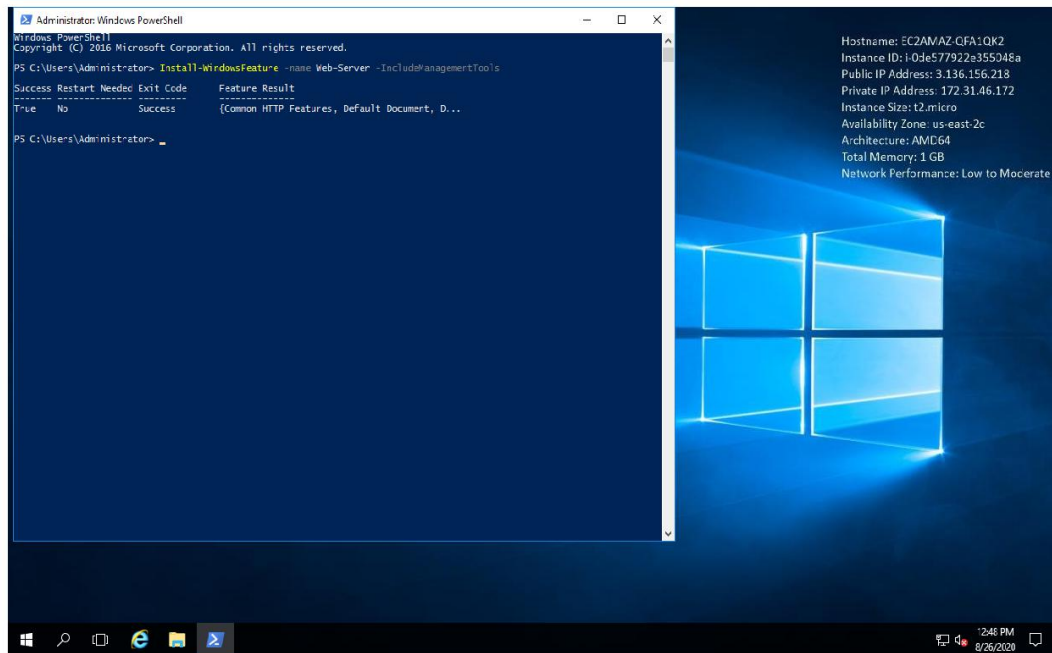 Administrator: Windows PowerShell
Windows PowerShell
Copyright (C) 2016 Microsoft Corporation. All rights reserved.
PS C:\Users\Administrator> Install-WindowsFeature -name Web-Server -IncludeManagementTools
Success Restart Needed Exit Code Feature Result
------- -------------- --------- --------------
True No Success {Common HTTP Features, Default Document, D...
PS C:\Users\Administrator> _
Hostname: EC2AMAZ-QFA1QK2
Instance ID: i-0de577922e355048a
Public IP Address: 3.136.156.218
Private IP Address: 172.31.46.172
Instance Size: t2.micro
Availability Zone: us-east-2c
Architecture: AMD64
Total Memory: 1 GB
Network Performance: Low to Moderate
12:48 PM
8/26/2020